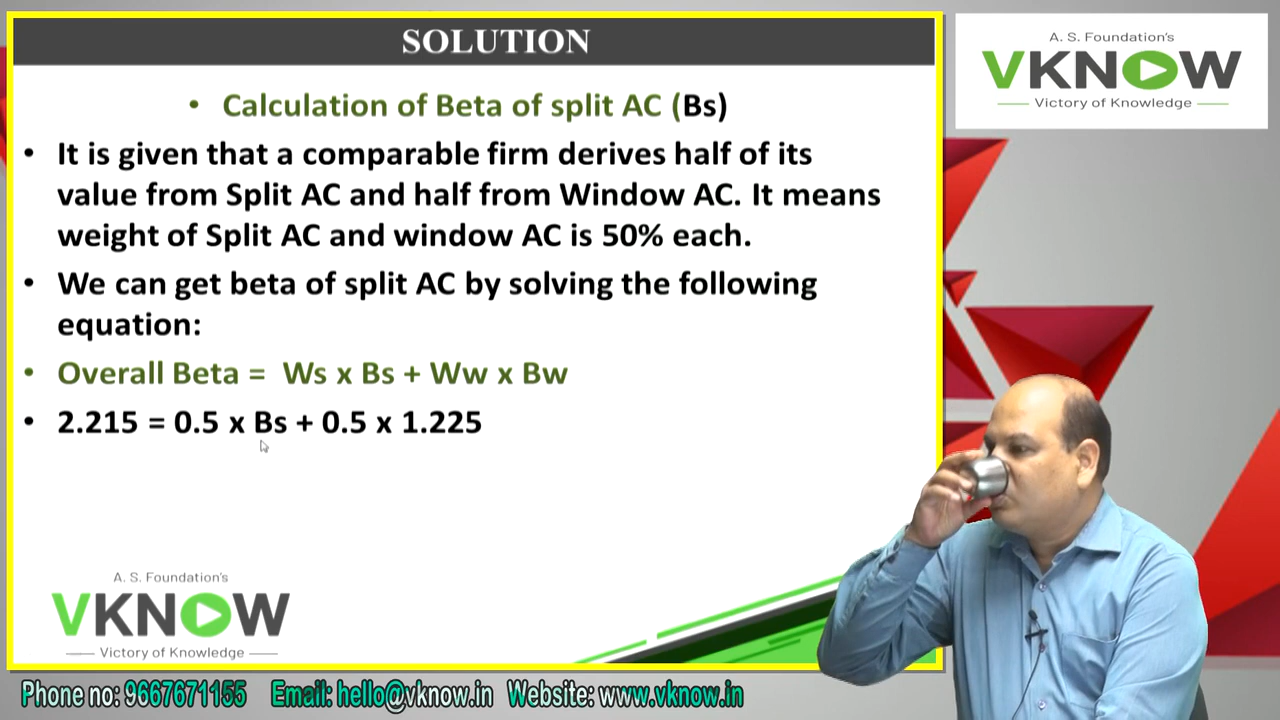 SOLUTION
A. S. Foundation's
VKNOW
Victory of Knowledge
• Calculation of Beta of split AC (Bs)
• It is given that a comparable firm derives half of its
value from Split AC and half from Window AC. It means
weight of Split AC and window AC is 50% each.
• We can get beta of split AC by solving the following
equation:
• Overall Beta = Ws x Bs + Ww x Bw
• 2.215 = 0.5 x Bs + 0.5 x 1.225
A. S. Foundation's
VKNOW
Victory of Knowledge
Phone no: 9667671155 Email: hello@vknow.in Website: www.vknow.in